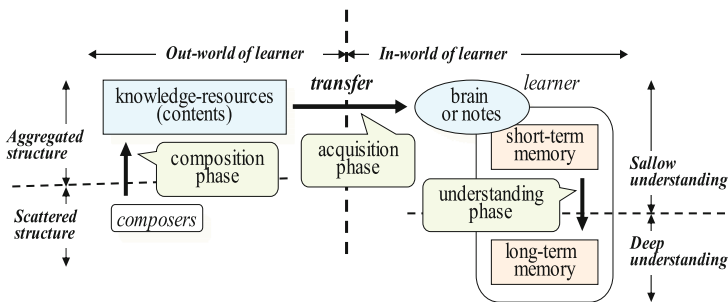 Out-world of learner
In-world of learner
transfer
learner
knowledge-resources
(contents)
brain
or notes
Aggregated
structure
composition
phase
acquisition
phase
short-term
memory
Sallow
understanding
understanding
phase
Scattered
structure
composers
long-term
memory
Deep
understanding